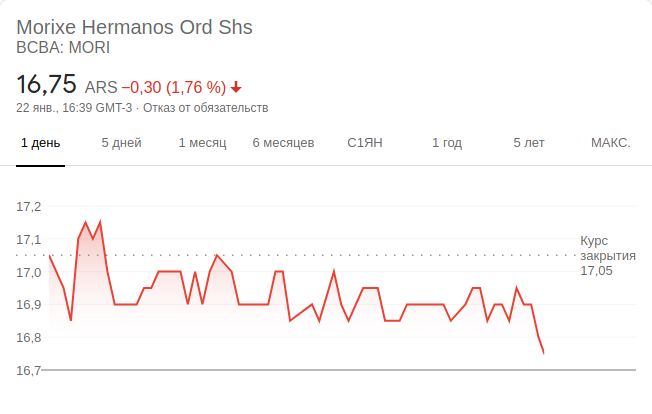 Morixe Hermanos Ord Shs
BCBA: MORI
16,75 ARS −0,30 (1,76 %)
22 янв., 16:39 GMT-3 · Отказ от обязательств
1 день 5 дней 1 месяц 6 месяцев С1ЯН 1 год 5 лет МАКС.
17,2
17,1
Курс
закрытия
17,05
17,0
16,9
16,8
16,7